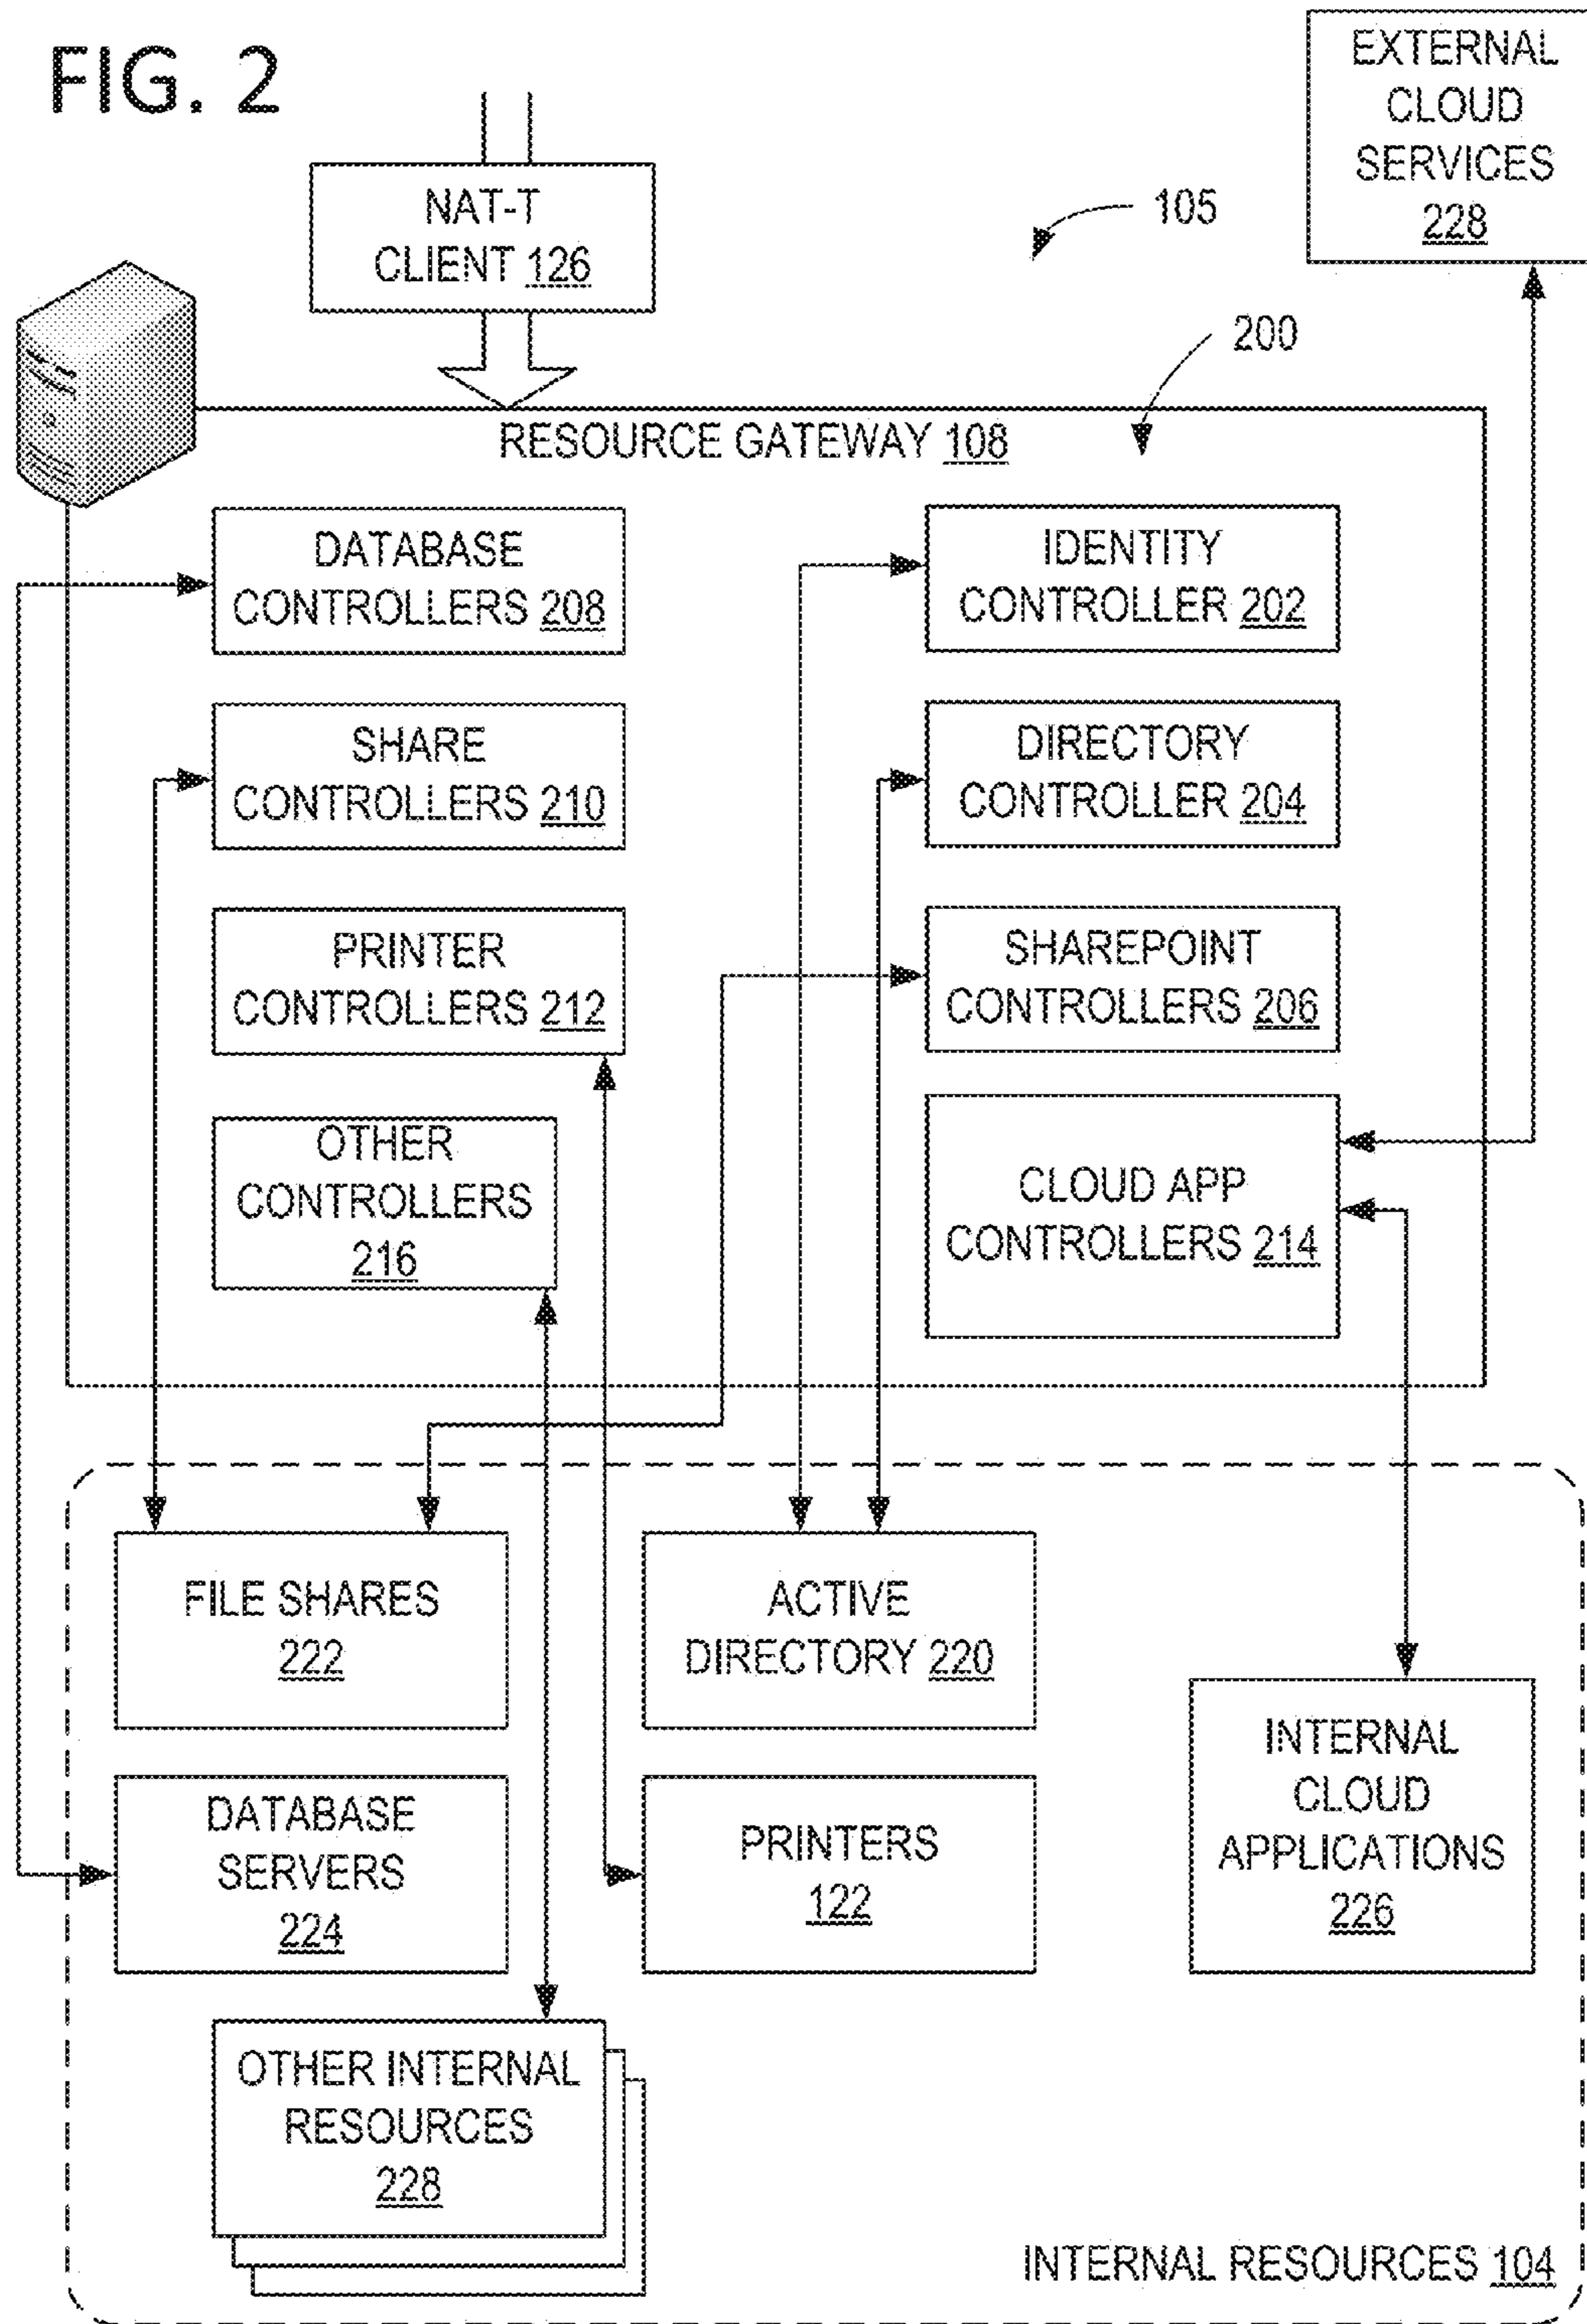 FIG. 2
EXTERNAL
CLOUD
SERVICES
228
NAT-T
CLIENT 126
105
200
RESOURCE GATEWAY 108
DATABASE
CONTROLLERS 208
IDENTITY
CONTROLLER 202
SHARE
CONTROLLERS 210
DIRECTORY
CONTROLLER 204
PRINTER
CONTROLLERS 212
SHAREPOINT
CONTROLLERS 206
OTHER
CONTROLLERS
216
CLOUD APP
CONTROLLERS 214
FILE SHARES
222
ACTIVE
DIRECTORY 220
INTERNAL
CLOUD
APPLICATIONS
226
DATABASE
SERVERS
224
PRINTERS
122
OTHER INTERNAL
RESOURCES
228
INTERNAL RESOURCES 104